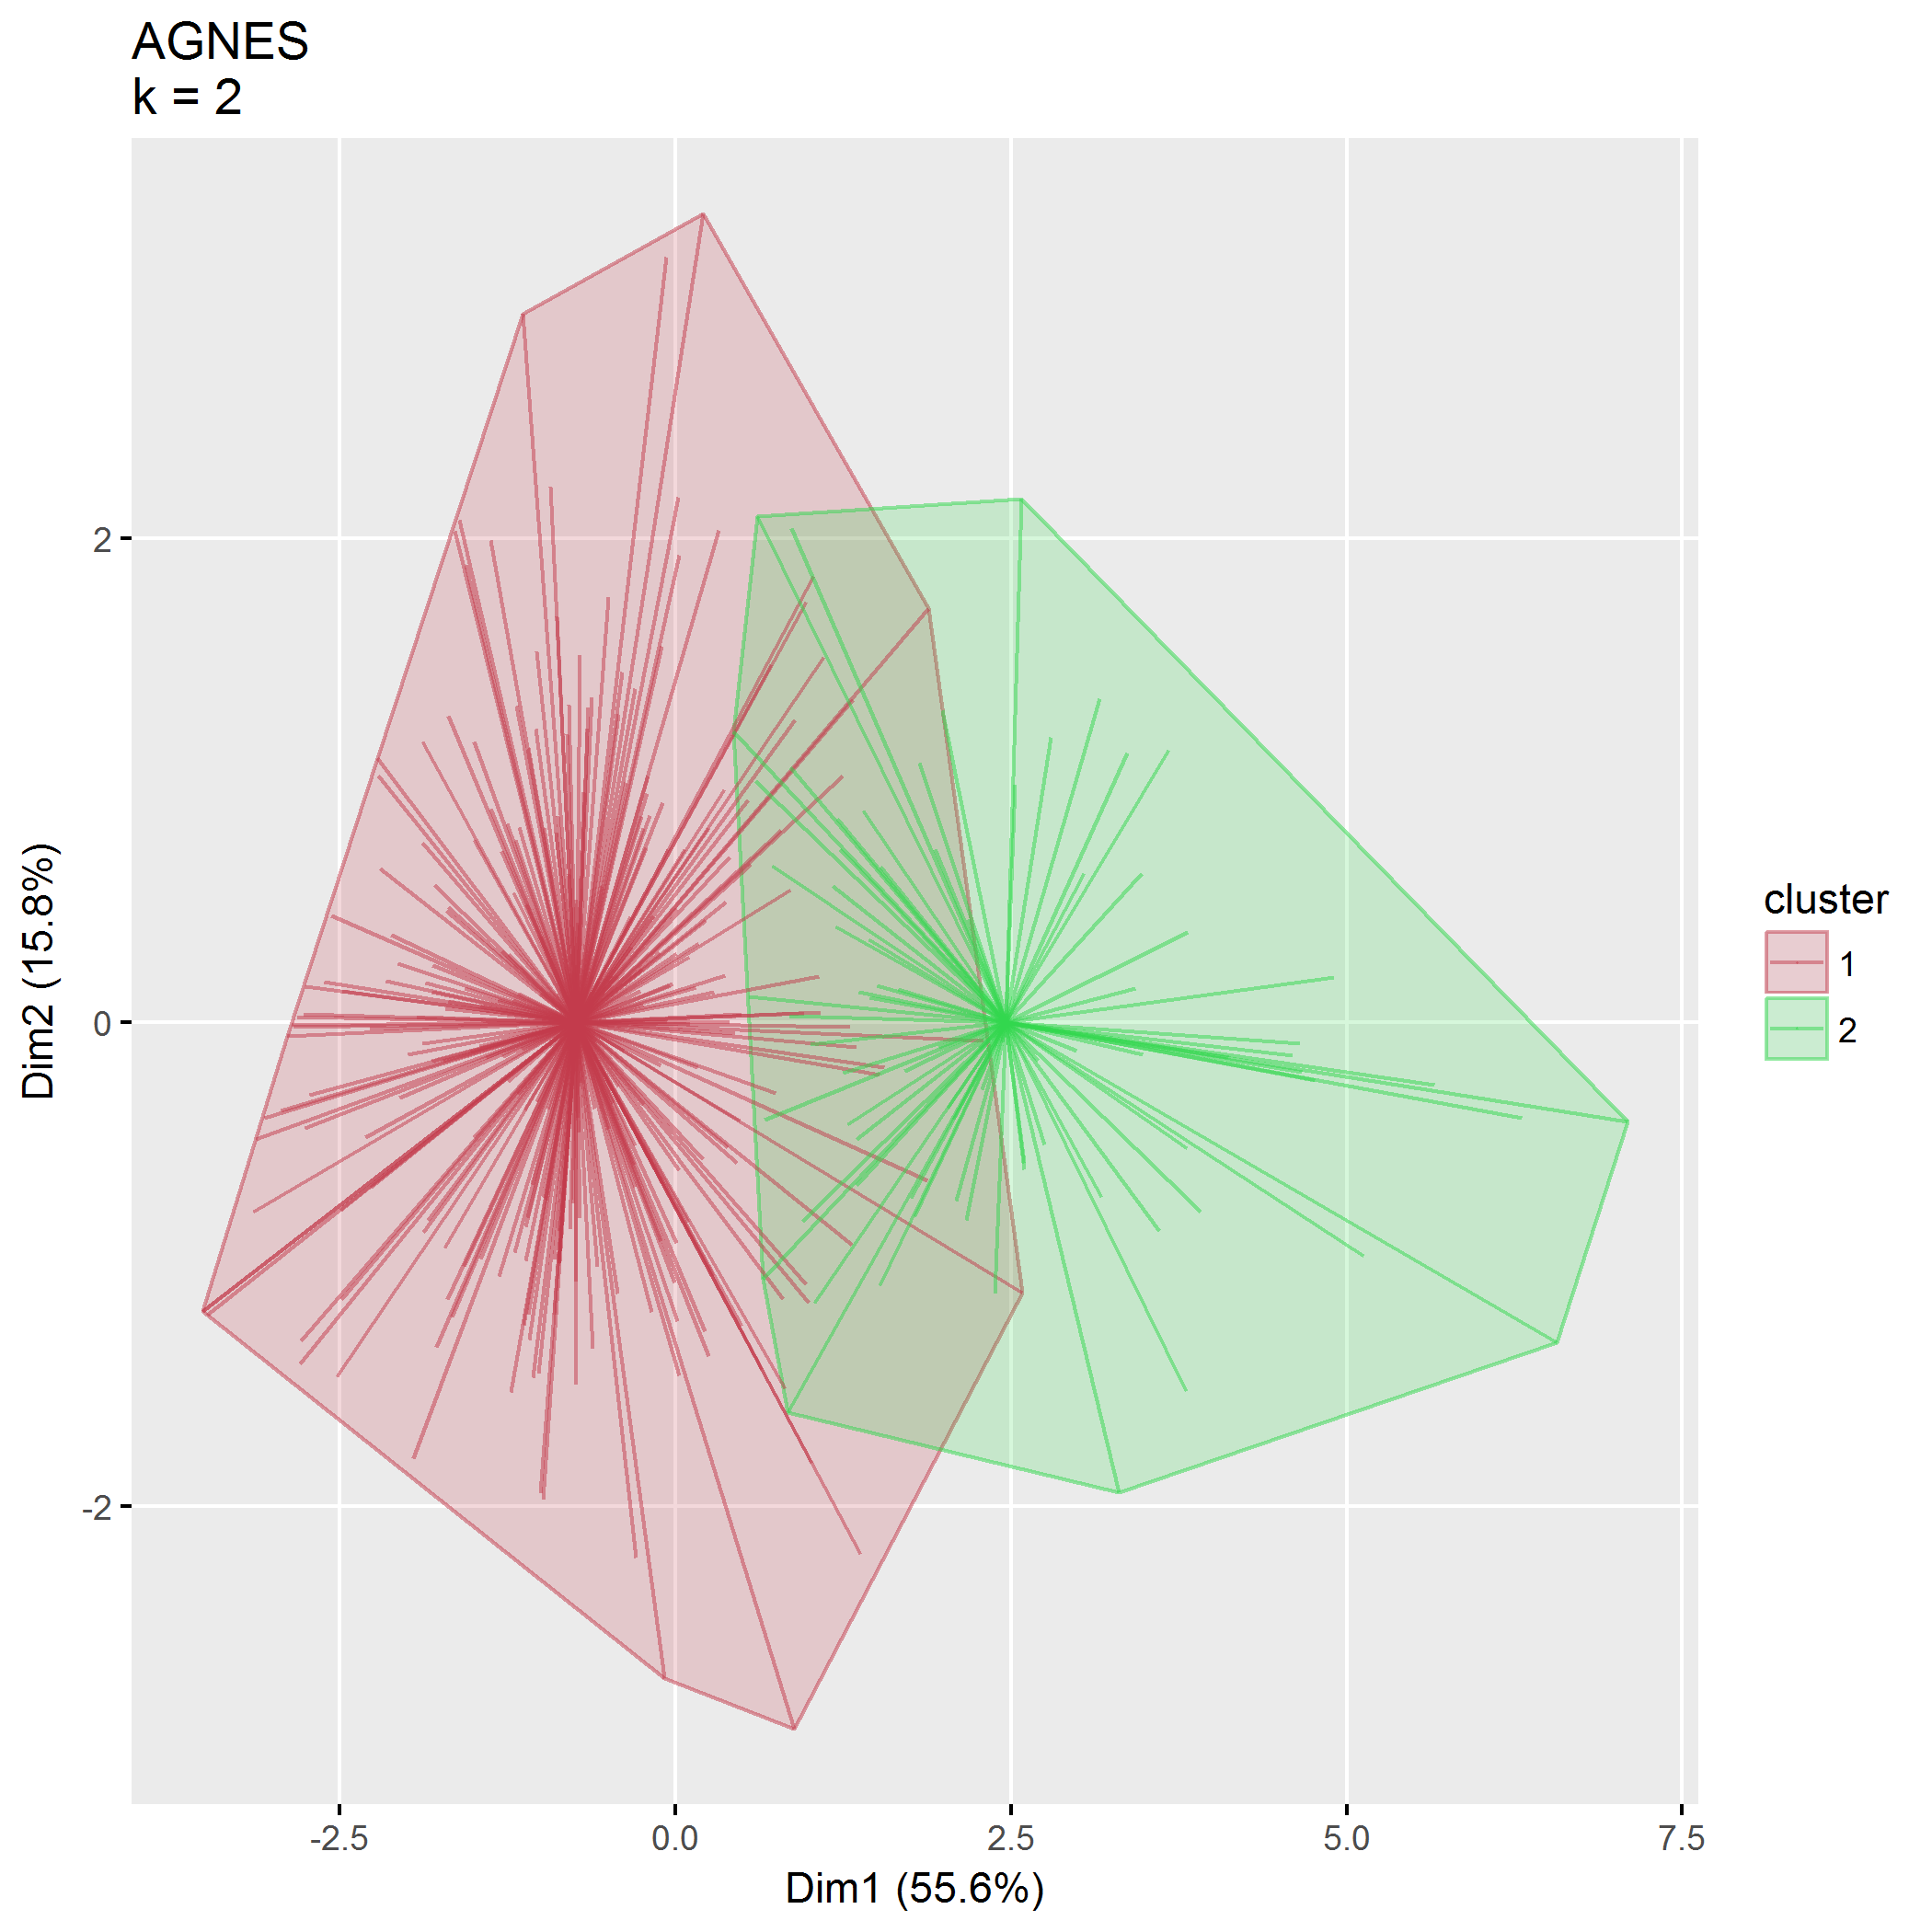 AGNES
k = 2
2
0
-2
Dim2 (15.8%)
-2.5 0.0 2.5 5.0 7.5
Dim1 (55.6%)
cluster
1
2